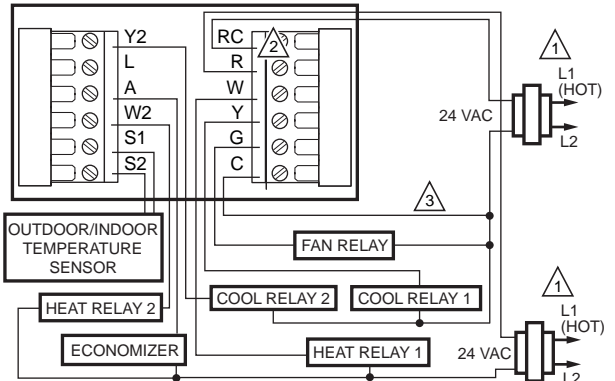 Y2
L
A
W2
S1
S2
RC
R
W
Y
G
C
2
1
L1
(HOT)
24 VAC
L2
3
OUTDOOR/INDOOR
TEMPERATURE
SENSOR
FAN RELAY
HEAT RELAY 2
COOL RELAY 2
COOL RELAY 1
1
L1
(HOT)
ECONOMIZER
HEAT RELAY 1
24 VAC
L2